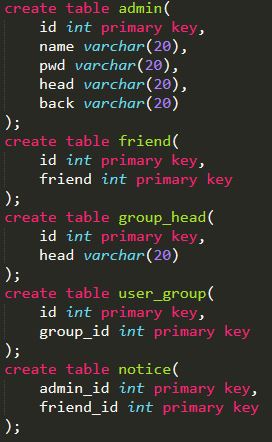 create table admin(
    id int primary key,
    name varchar(20),
    pwd varchar(20),
    head varchar(20),
    back varchar(20)
);
create table friend(
    id int primary key,
    friend int primary key
);
create table group_head(
    id int primary key,
    head varchar(20)
);
create table user_group(
    id int primary key,
    group_id int primary key
);
create table notice(
    admin_id int primary key,
    friend_id int primary key
);